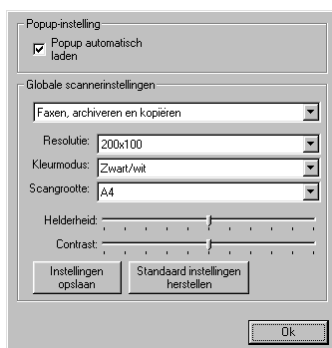 Popup-instelling
Popup automatisch
laden
Globale scannerinstellingen
Faxen, archiveren en kopiëren
Resolutie: 200x100
Kleurmodus: Zwart/wit
Scangrootte: A4
Helderheid:
Contrast:
Instellingen
opslaan
Standaard instellingen
herstellen
Ok